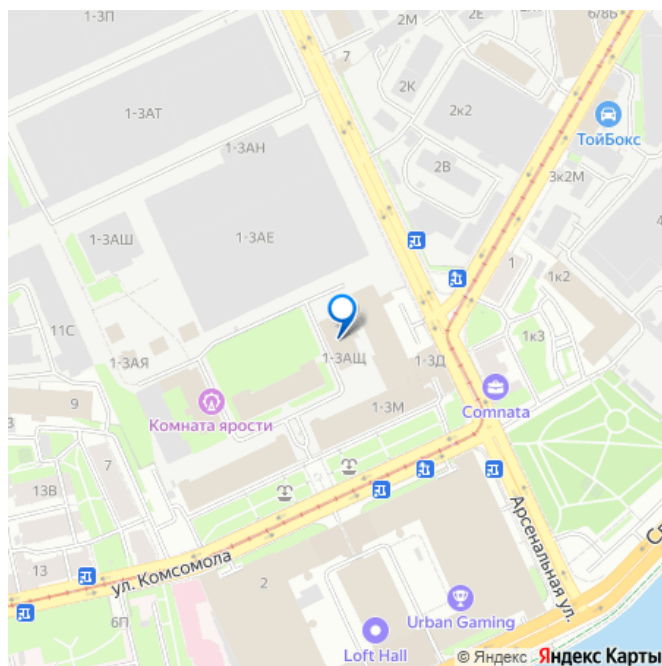 1-3П
2М
2Е
6/8Б
7
2К
1-3АТ
2к2
ТойБокс
1-3АН
2В
3к2М
1-3АШ
1-3АЕ
4
1
1к2
11С
1-3АЩ
1к3
1-3АЯ
1-3Д
Comnata
9
1-3М
Комната ярости
3
7
13В
Арсенальная ул.
13
ул. Комсомола
2
6П
Urban Gaming
Loft Hall
© Яндекс Яндекс Карты